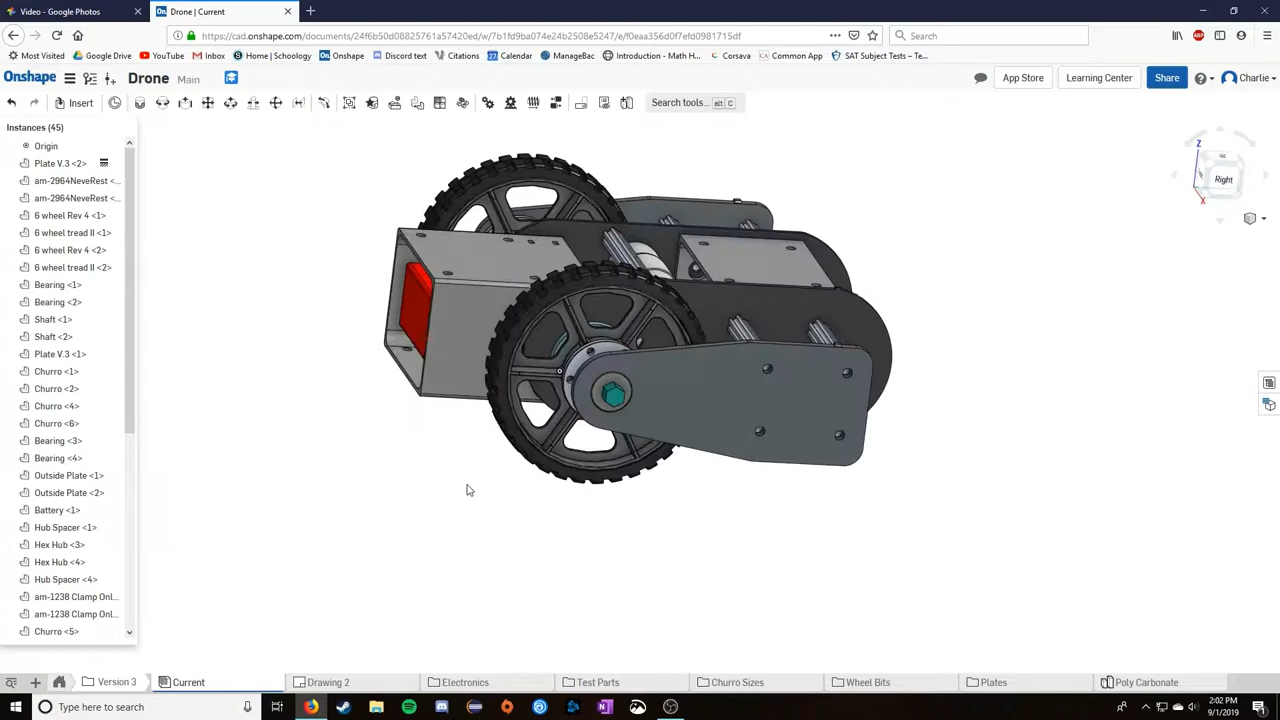 Video - Google Photos
Drone | Current
https://cad.onshape.com/documents/24f6b50d08825761a57420ed/w/7b1fd9ba074e24b2508e5247/e/f0eaa356d0f7efd0981715df
Search
Most Visited
Google Drive
YouTube
Inbox
Home | Schoology
Onshape
Discord text
Citations
Calendar
ManageBac
Introduction - Math H...
Corsava
Common App
SAT Subject Tests – Te...
Onshape
Drone
Main
App Store
Learning Center
Share
Charlie
Insert
Search tools...
alt
C
Instances (45)
Origin
Plate V.3 <2>
am-2964NeveRest <...
am-2964NeveRest <...
6 wheel Rev 4 <1>
6 wheel tread II <1>
6 wheel Rev 4 <2>
6 wheel tread II <2>
Bearing <1>
Bearing <2>
Shaft <1>
Shaft <2>
Plate V.3 <1>
Churro <1>
Churro <2>
Churro <4>
Churro <6>
Bearing <3>
Bearing <4>
Outside Plate <1>
Outside Plate <2>
Battery <1>
Hub Spacer <1>
Hex Hub <3>
Hex Hub <4>
Hub Spacer <4>
am-1238 Clamp Onl...
am-1238 Clamp Onl...
Churro <5>
Z
Right
X
Version 3
Current
Drawing 2
Electronics
Test Parts
Churro Sizes
Wheel Bits
Plates
Poly Carbonate
Type here to search
2:02 PM
9/1/2019